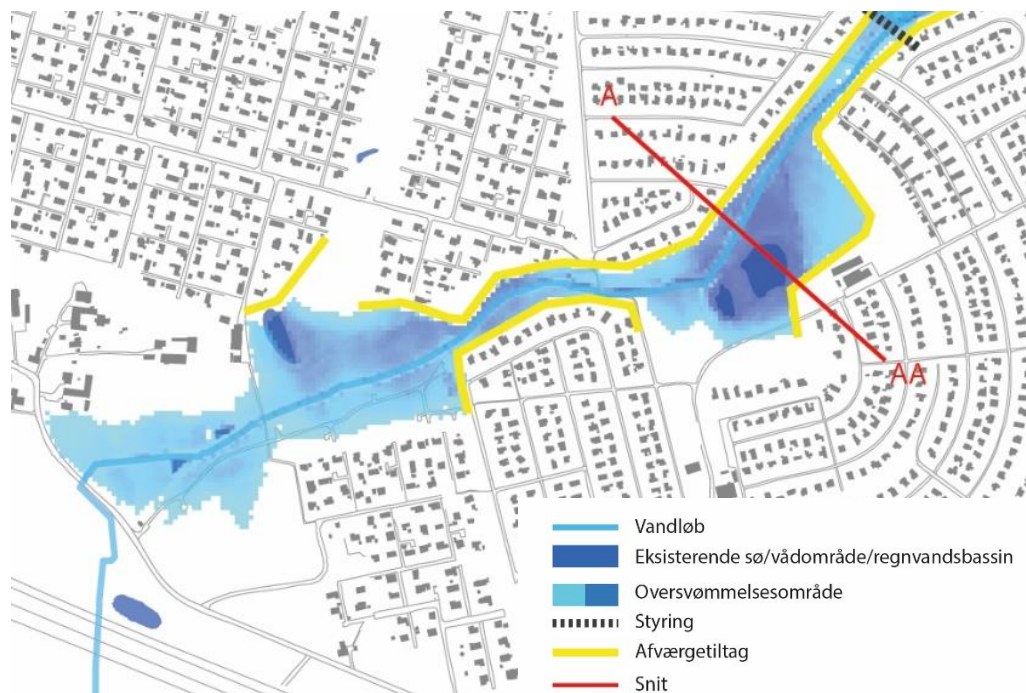 A
AA
Vandløb
Eksisterende sø/vådområde/regnvandsbassin
Oversvømmelsesområde
Styring
Afværgetiltag
Snit